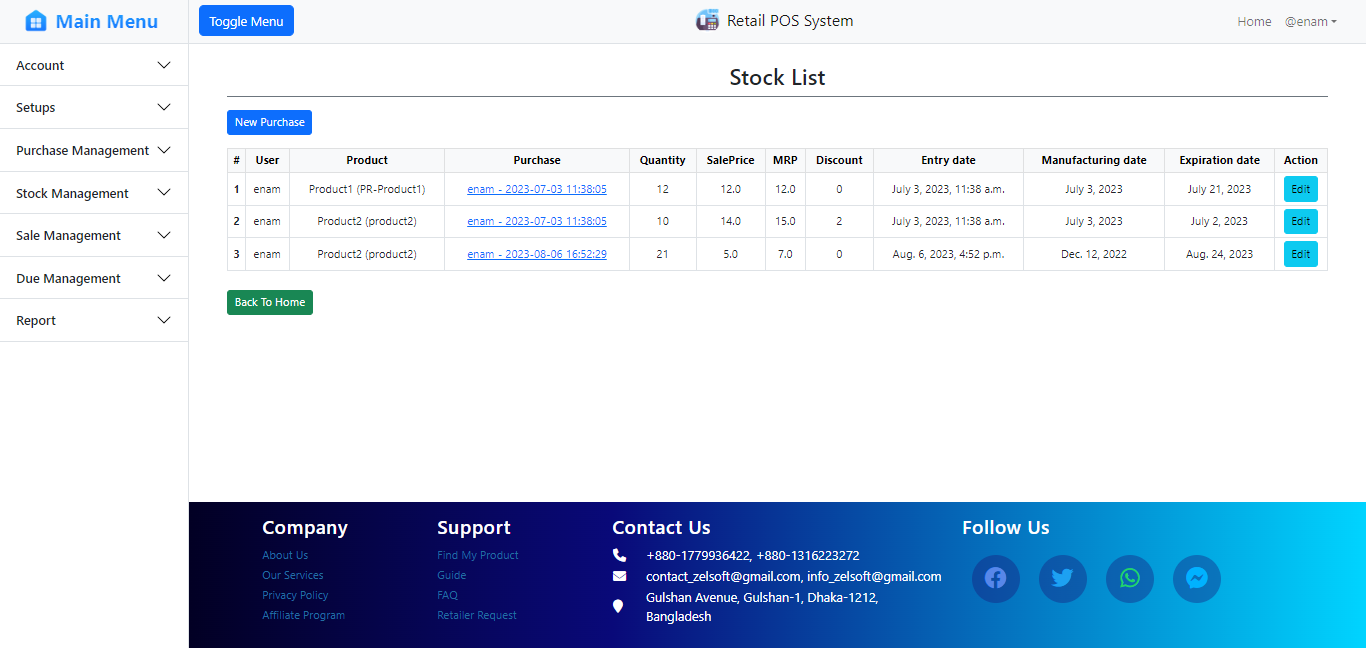 Main Menu
Toggle Menu
Retail POS System
Home @enam
Account
Setups
Purchase Management
Stock Management
Sale Management
Due Management
Report
Stock List
New Purchase
# User Product Purchase Quantity SalePrice MRP Discount Entry date Manufacturing date Expiration date Action
1 enam Product1 (PR-Product1) enam - 2023-07-03 11:38:05 12 12.0 12.0 0 July 3, 2023, 11:38 a.m. July 3, 2023 July 21, 2023 Edit
2 enam Product2 (product2) enam - 2023-07-03 11:38:05 10 14.0 15.0 2 July 3, 2023, 11:38 a.m. July 3, 2023 July 2, 2023 Edit
3 enam Product2 (product2) enam - 2023-08-06 16:52:29 21 5.0 7.0 0 Aug. 6, 2023, 4:52 p.m. Dec. 12, 2022 Aug. 24, 2023 Edit
Back To Home
Company
About Us
Our Services
Privacy Policy
Affiliate Program
Support
Find My Product
Guide
FAQ
Retailer Request
Contact Us
+880-1779936422, +880-1316223272
contact_zelsoft@gmail.com, info_zelsoft@gmail.com
Gulshan Avenue, Gulshan-1, Dhaka-1212,
Bangladesh
Follow Us